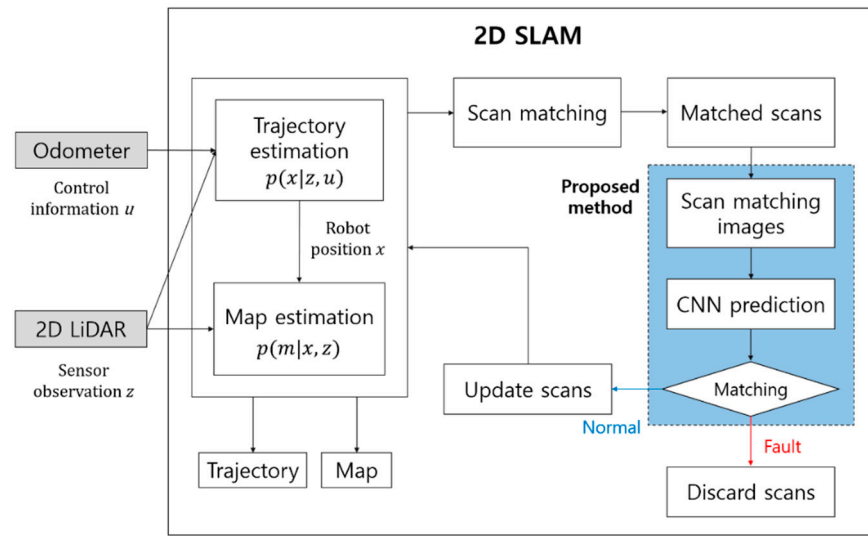 2D SLAM
Odometer
Control
information u
2D LiDAR
Sensor
observation z
Trajectory
estimation
p(x|z, u)
Robot
position x
Map estimation
p(m|x, z)
Trajectory
Map
Scan matching
Matched scans
Proposed
method
Scan matching
images
CNN prediction
Matching
Normal
Update scans
Fault
Discard scans